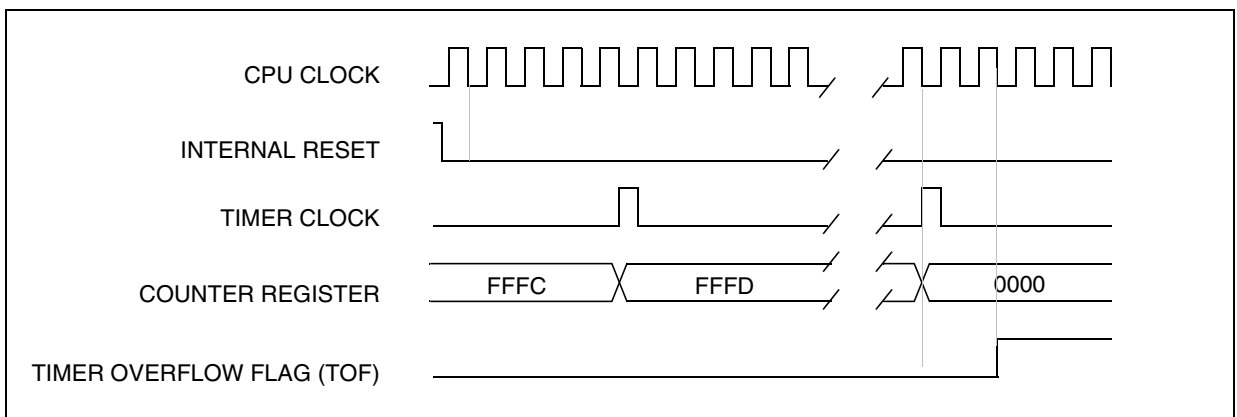 CPU CLOCK
INTERNAL RESET
TIMER CLOCK
COUNTER REGISTER FFFC FFFD 0000
TIMER OVERFLOW FLAG (TOF)